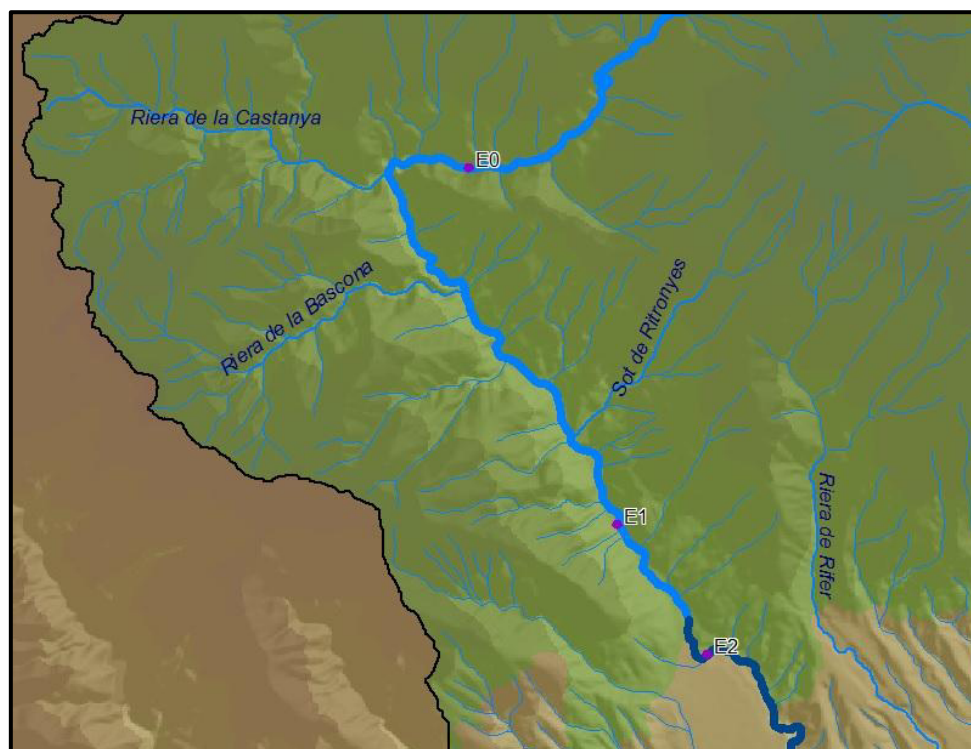 Riera de la Castanya
E0
Riera de la Bascona
Sot de Ritronyes
Riera de Rifer
E1
E2